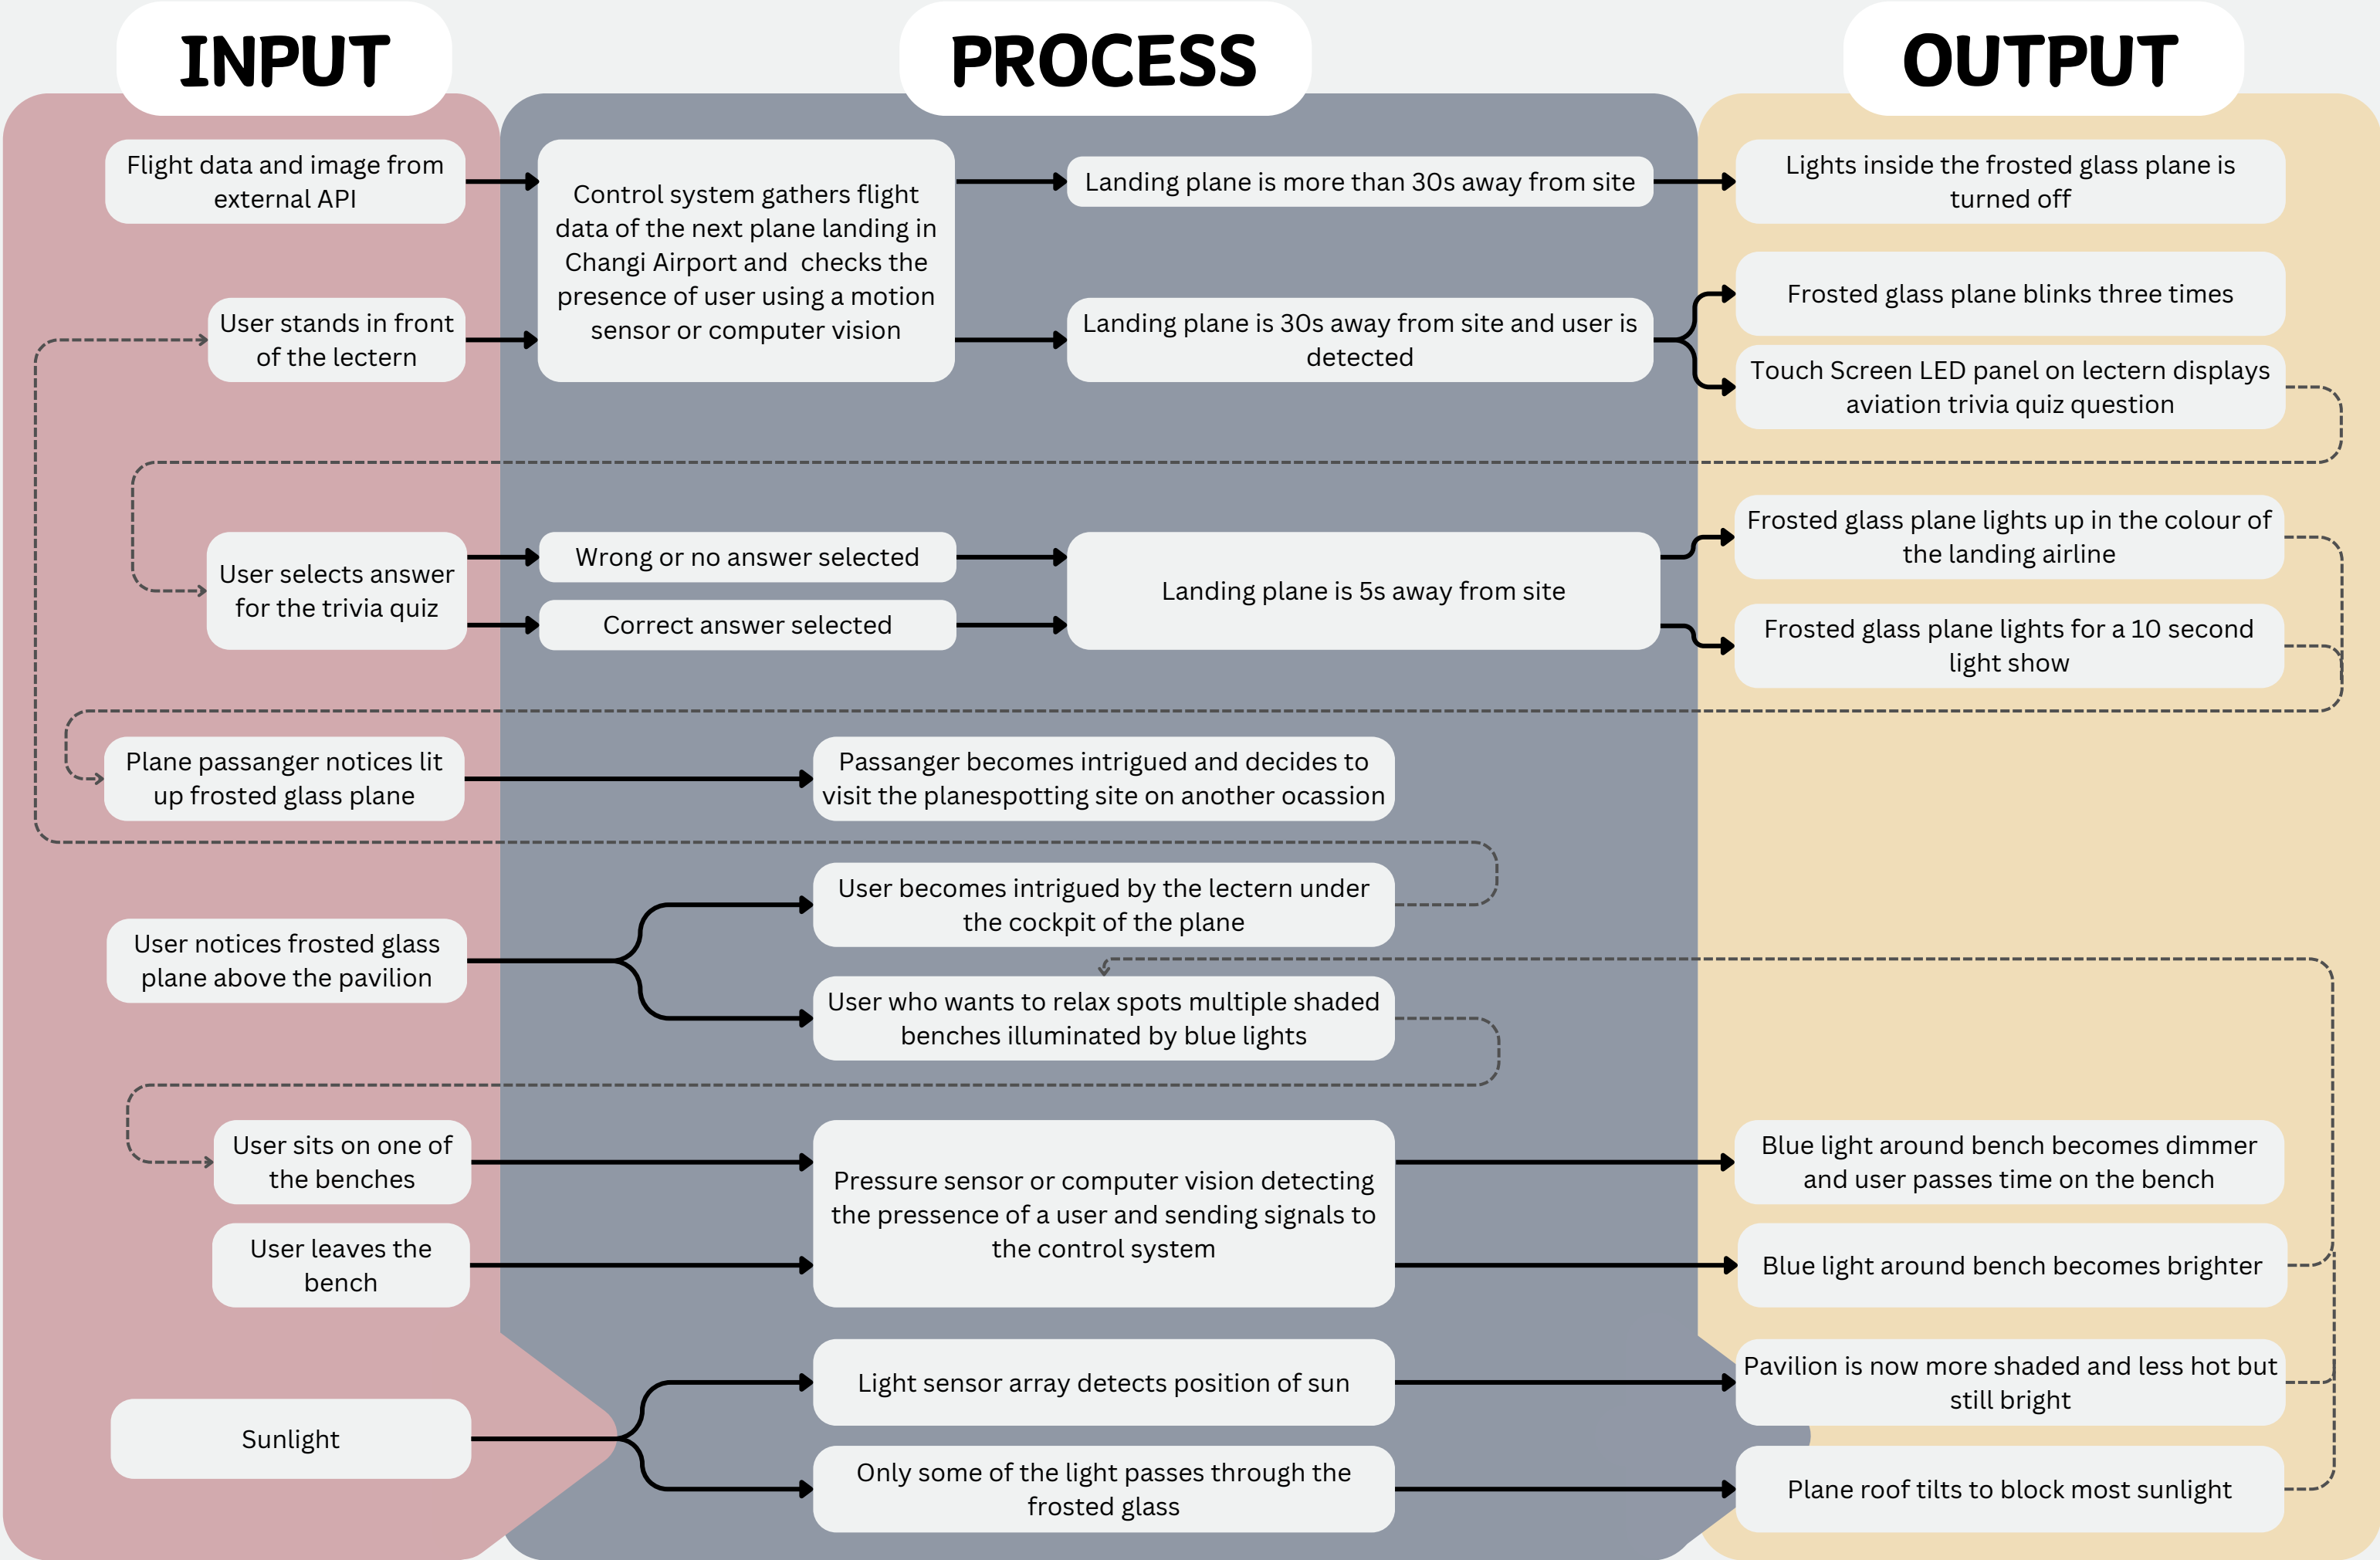 INPUT
PROCESS
OUTPUT
Flight data and image from
external API
Control system gathers flight
data of the next plane landing in
Changi Airport and  checks the
presence of user using a motion
sensor or computer vision
Landing plane is more than 30s away from site
Lights inside the frosted glass plane is
turned off
Frosted glass plane blinks three times
User stands in front
of the lectern
Landing plane is 30s away from site and user is
detected
Touch Screen LED panel on lectern displays
aviation trivia quiz question
User selects answer
for the trivia quiz
Wrong or no answer selected
Correct answer selected
Landing plane is 5s away from site
Frosted glass plane lights up in the colour of
the landing airline
Frosted glass plane lights for a 10 second
light show
Plane passanger notices lit
up frosted glass plane
Passanger becomes intrigued and decides to
visit the planespotting site on another ocassion
User notices frosted glass
plane above the pavilion
User becomes intrigued by the lectern under
the cockpit of the plane
User who wants to relax spots multiple shaded
benches illuminated by blue lights
User sits on one of
the benches
User leaves the
bench
Pressure sensor or computer vision detecting
the pressence of a user and sending signals to
the control system
Blue light around bench becomes dimmer
and user passes time on the bench
Blue light around bench becomes brighter
Sunlight
Light sensor array detects position of sun
Only some of the light passes through the
frosted glass
Pavilion is now more shaded and less hot but
still bright
Plane roof tilts to block most sunlight